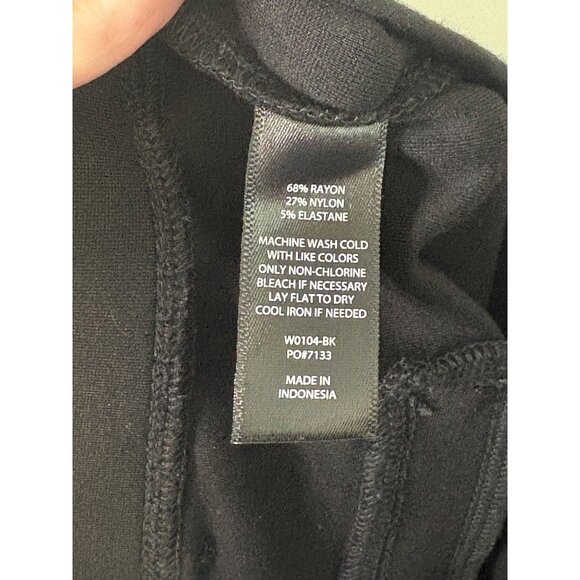 68% RAYON
27% NYLON
5% ELASTANE
MACHINE WASH COLD
WITH LIKE COLORS
ONLY NON-CHLORINE
BLEACH IF NECESSARY
LAY FLAT TO DRY
COOL IRON IF NEEDED
W0104-BK
PO#7133
MADE IN
INDONESIA